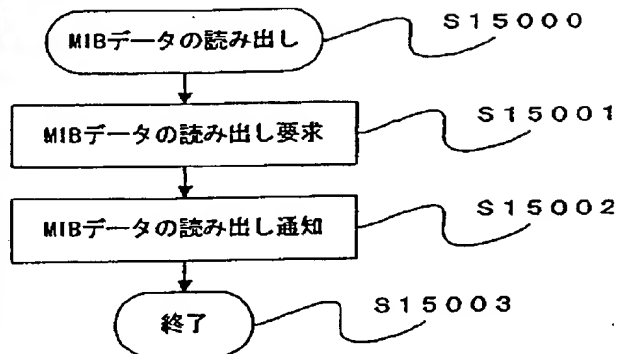 MIBデータの読み出し
S15000
MIBデータの読み出し要求
S15001
MIBデータの読み出し通知
S15002
終了
S15003